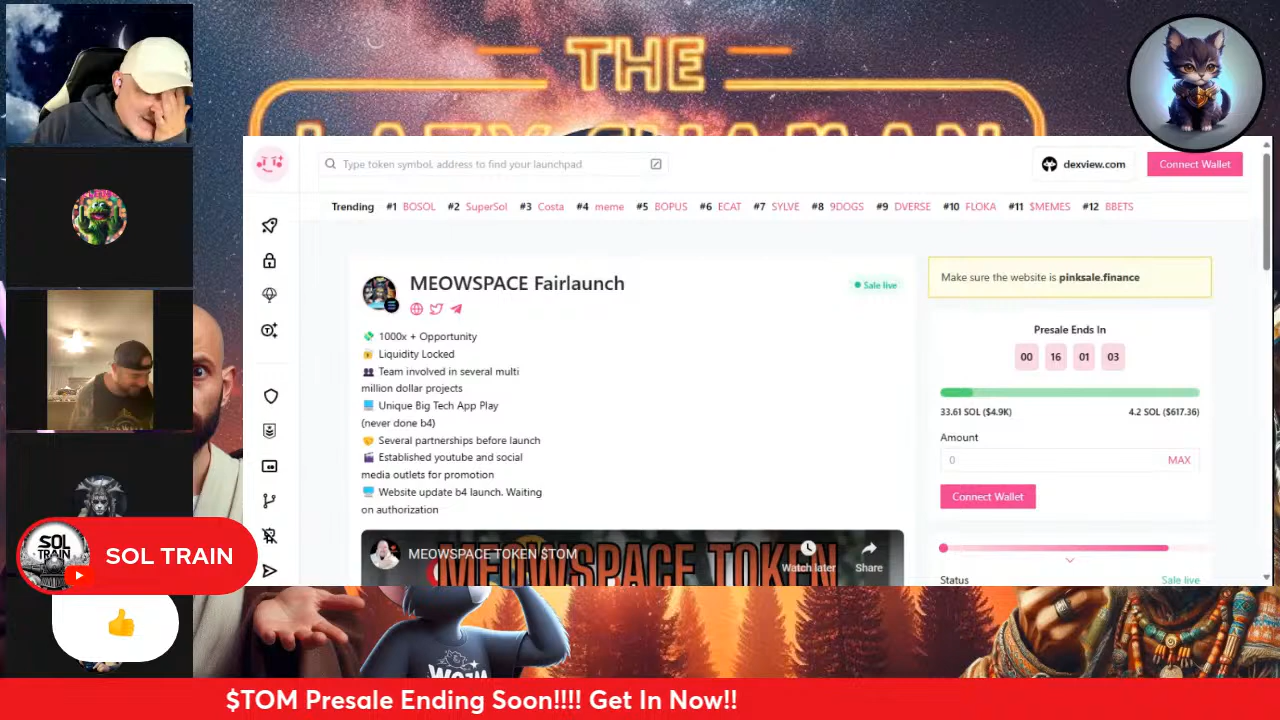 THE
LAZY SHAMAN
Type token symbol, address to find your launchpad
dexview.com
Connect Wallet
Trending #1 BOSOL #2 SuperSol #3 Costa #4 meme #5 BOPUS #6 ECAT #7 SYLVE #8 9DOGS #9 DVERSE #10 FLOKA #11 $MEMES #12 BBETS
MEOWSPACE Fairlaunch
Sale live
💸 1000x + Opportunity
🔐 Liquidity Locked
👥 Team involved in several multi
million dollar projects
💻 Unique Big Tech App Play
(never done b4)
🤝 Several partnerships before launch
🎬 Established youtube and social
media outlets for promotion
💻 Website update b4 launch. Waiting
on authorization
MEOWSPACE TOKEN $TOM
MEOWSPACE TOKEN
Watch later
Share
Make sure the website is pinksale.finance
Presale Ends In
00 16 01 03
33.61 SOL ($4.9K)
4.2 SOL ($617.36)
Amount
0
MAX
Connect Wallet
Status
Sale live
SOL
TRAIN
SOL TRAIN
$TOM Presale Ending Soon!!!! Get In Now!!